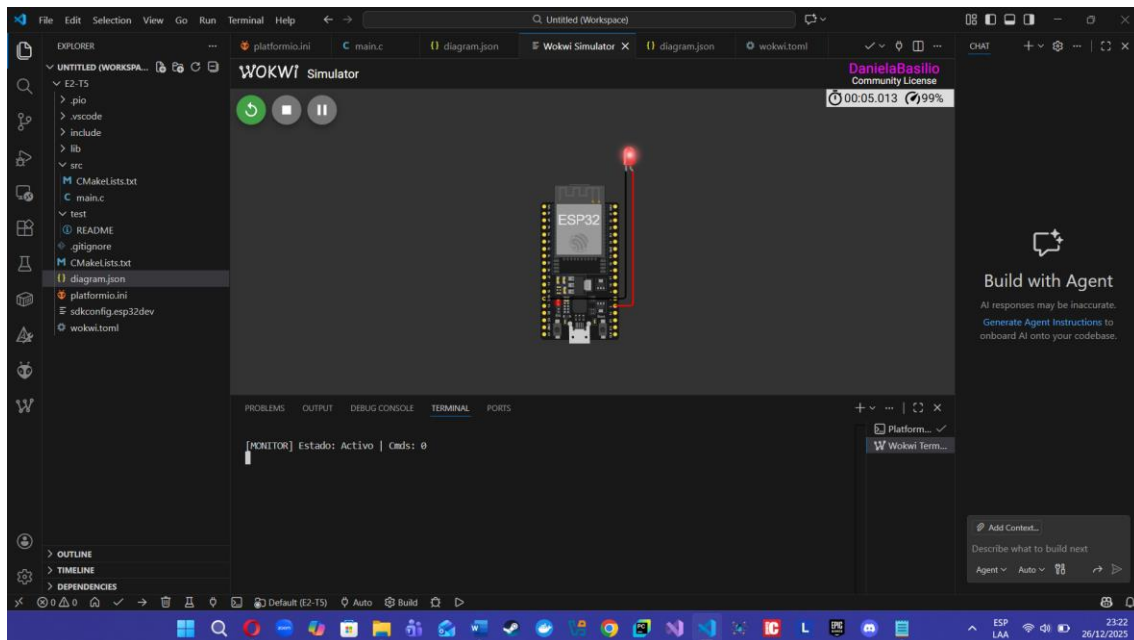 File Edit Selection View Go Run Terminal Help
Untitled (Workspace)
EXPLORER
UNTITLED (WORKSPA...
E2-T5
.pio
.vscode
include
lib
src
CMakeLists.txt
main.c
test
README
.gitignore
CMakeLists.txt
diagram.json
platformio.ini
sdkconfig.esp32dev
wokwi.toml
OUTLINE
TIMELINE
DEPENDENCIES
platformio.ini main.c diagram.json Wokwi Simulator diagram.json wokwi.toml
WOKWi Simulator
DanielaBasilio
Community License
00:05.013 99%
ESP32
PROBLEMS OUTPUT DEBUG CONSOLE TERMINAL PORTS
[MONITOR] Estado: Activo | Cmds: 0
Platform...
Wokwi Term...
CHAT
Build with Agent
AI responses may be inaccurate.
Generate Agent Instructions to
onboard AI onto your codebase.
Add Context...
Describe what to build next
Agent Auto
0 0 Default (E2-T5) Auto Build
ESP
LAA
23:22
26/12/2025